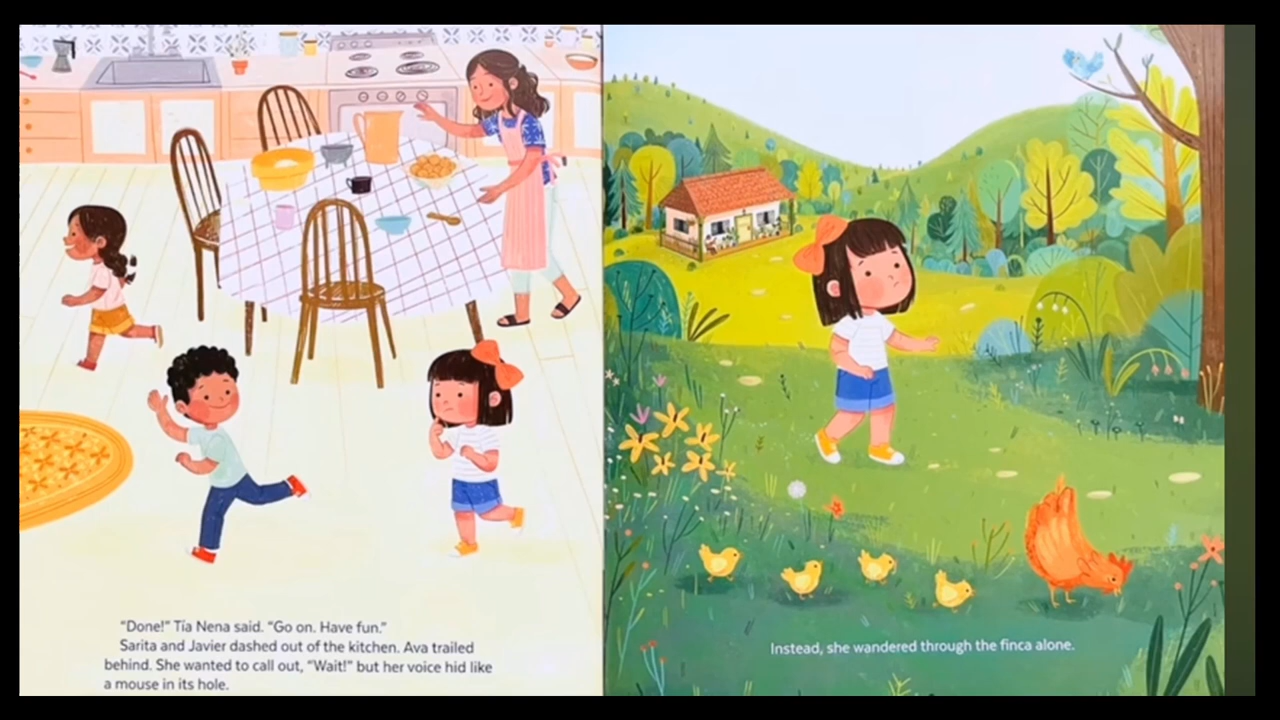 “Done!” Tía Nena said. “Go on. Have fun.”
Sarita and Javier dashed out of the kitchen. Ava trailed
behind. She wanted to call out, “Wait!” but her voice hid like
a mouse in its hole.
Instead, she wandered through the finca alone.